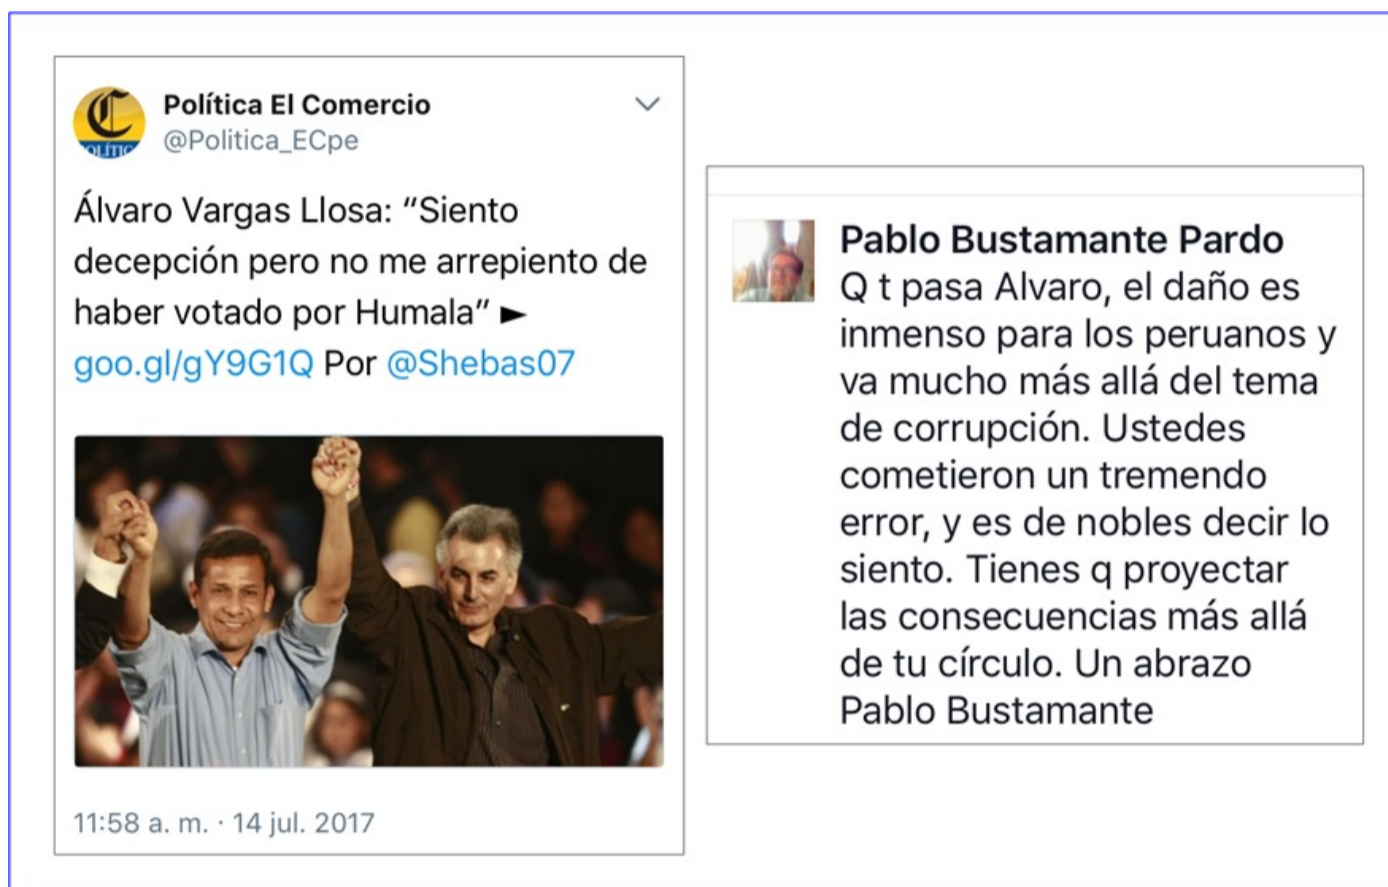 Política El Comercio
@Politica_ECpe
Álvaro Vargas Llosa: “Siento
decepción pero no me arrepiento de
haber votado por Humala” ►
goo.gl/gY9G1Q Por @Shebas07
11:58 a. m. · 14 jul. 2017
Pablo Bustamante Pardo
Q t pasa Alvaro, el daño es
inmenso para los peruanos y
va mucho más allá del tema
de corrupción. Ustedes
cometieron un tremendo
error, y es de nobles decir lo
siento. Tienes q proyectar
las consecuencias más allá
de tu círculo. Un abrazo
Pablo Bustamante